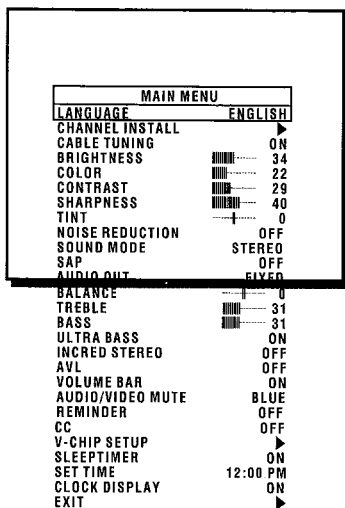 MAIN MENU
LANGUAGE ENGLISH
CHANNEL INSTALL
CABLE TUNING ON
BRIGHTNESS 34
COLOR 22
CONTRAST 29
SHARPNESS 40
TINT 0
NOISE REDUCTION OFF
SOUND MODE STEREO
SAP OFF
AUDIO OUT FIXED
BALANCE 0
TREBLE 31
BASS 31
ULTRA BASS ON
INCRED STEREO OFF
AVL OFF
VOLUME BAR ON
AUDIO/VIDEO MUTE BLUE
REMINDER OFF
CC OFF
V-CHIP SETUP
SLEEPTIMER ON
SET TIME 12:00 PM
CLOCK DISPLAY ON
EXIT